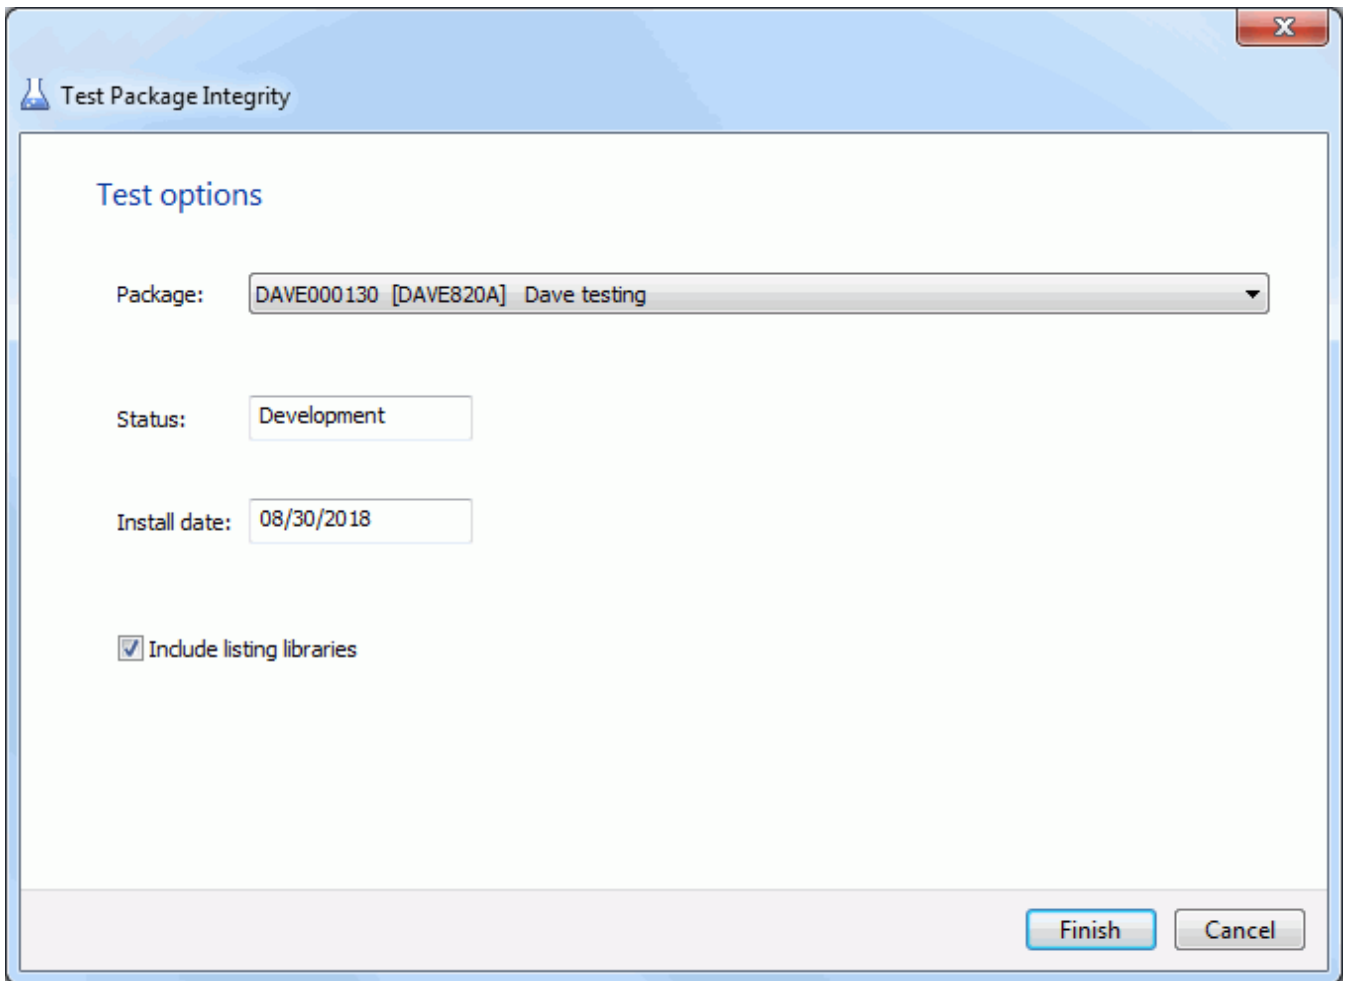 Test Package Integrity
Test options
Package: DAVE000130 [DAVE820A] Dave testing
Status: Development
Install date: 08/30/2018
Include listing libraries
Finish Cancel